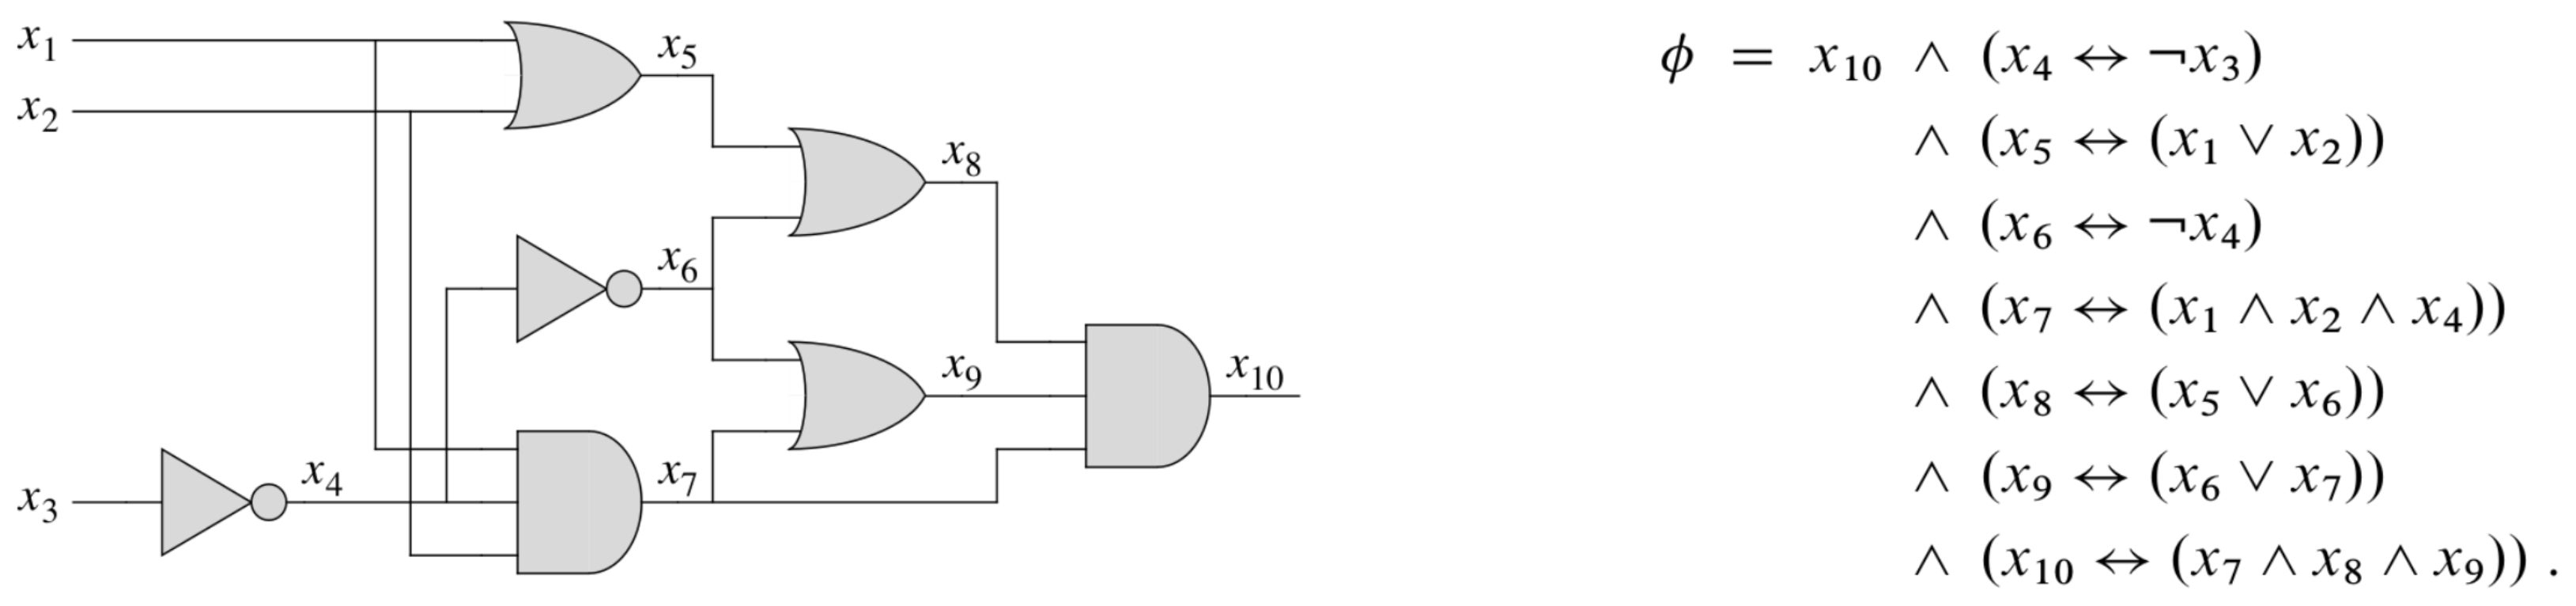 x₁
x₂
x₃
x₄
x₅
x₆
x₇
x₈
x₉
x₁₀
ϕ = x₁₀ ∧ (x₄ ↔ ¬x₃)
∧ (x₅ ↔ (x₁ ∨ x₂))
∧ (x₆ ↔ ¬x₄)
∧ (x₇ ↔ (x₁ ∧ x₂ ∧ x₄))
∧ (x₈ ↔ (x₅ ∨ x₆))
∧ (x₉ ↔ (x₆ ∨ x₇))
∧ (x₁₀ ↔ (x₇ ∧ x₈ ∧ x₉)) .